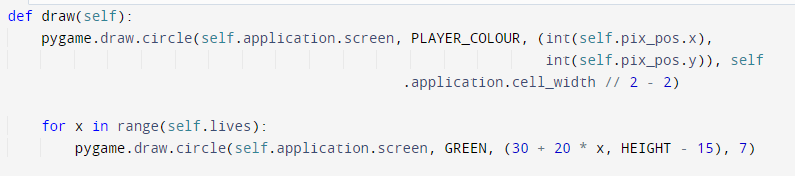 def draw(self):
    pygame.draw.circle(self.application.screen, PLAYER_COLOUR, (int(self.pix_pos.x),
                                                                int(self.pix_pos.y)), self
                                                .application.cell_width // 2 - 2)
    for x in range(self.lives):
        pygame.draw.circle(self.application.screen, GREEN, (30 + 20 * x, HEIGHT - 15), 7)